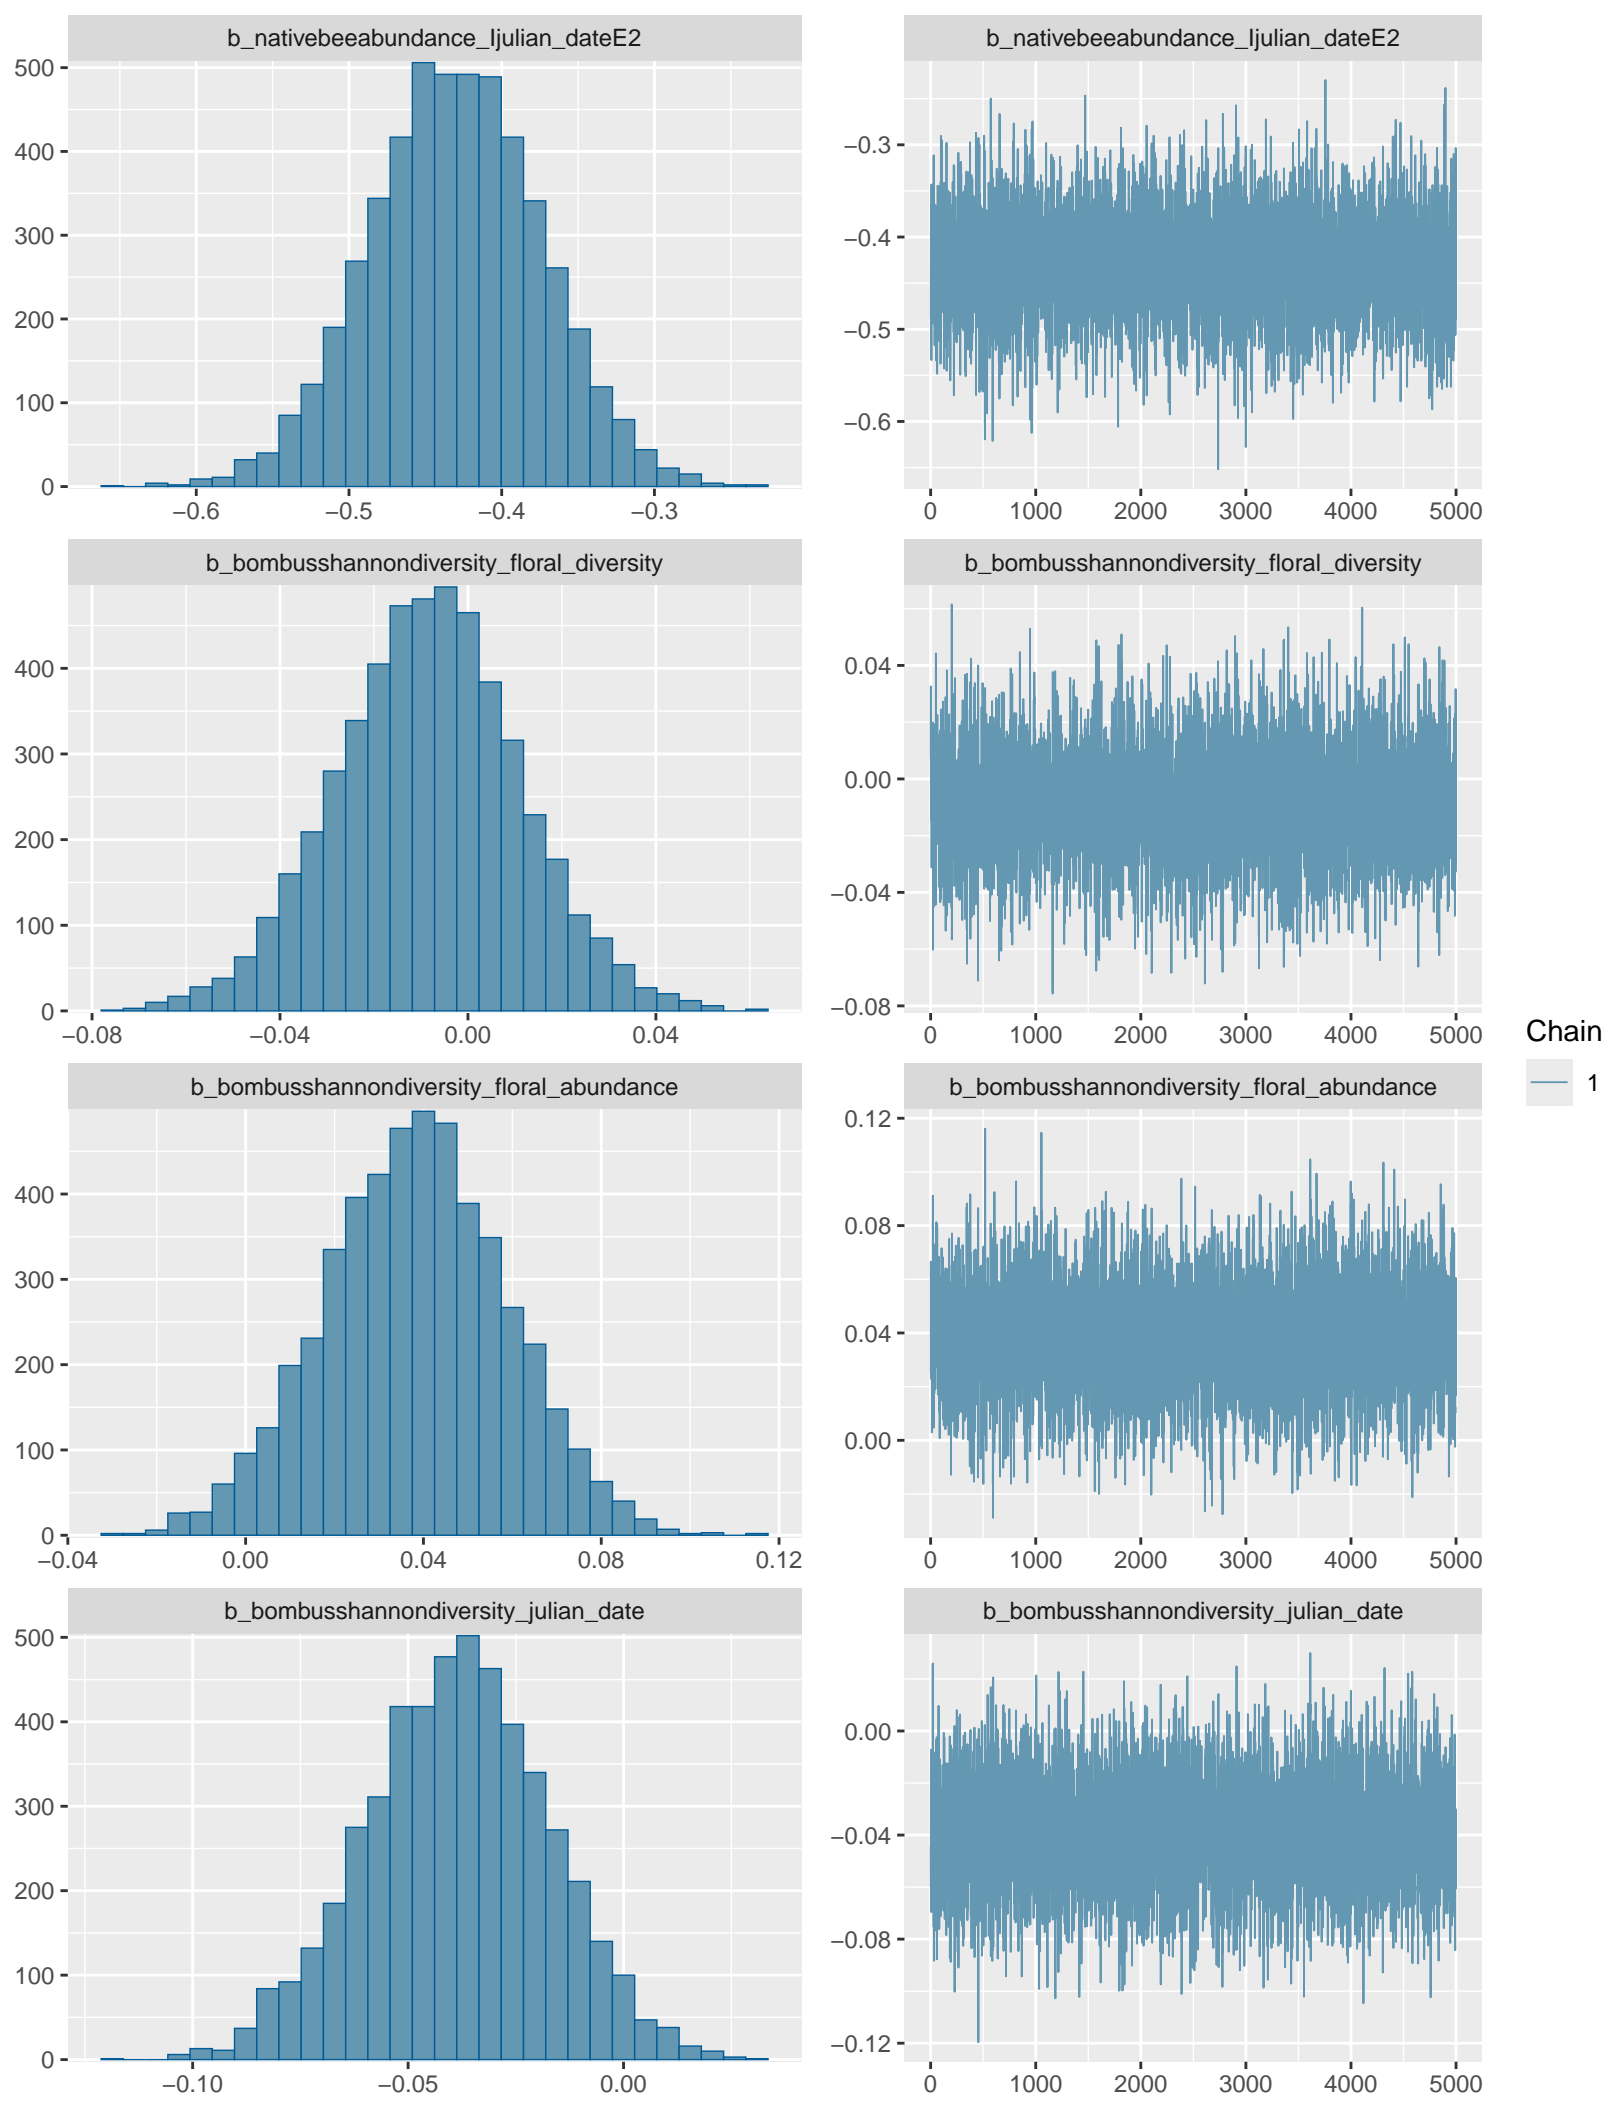 b_nativebeeabundance_Ijulian_dateE2
b_nativebeeabundance_Ijulian_dateE2
500
400
300
200
100
0
−0.6 −0.5 −0.4 −0.3
−0.3
−0.4
−0.5
−0.6
0 1000 2000 3000 4000 5000
b_bombusshannondiversity_floral_diversity
b_bombusshannondiversity_floral_diversity
400
300
200
100
0
−0.08 −0.04 0.00 0.04
0.04
0.00
−0.04
−0.08
0 1000 2000 3000 4000 5000
Chain
1
b_bombusshannondiversity_floral_abundance
b_bombusshannondiversity_floral_abundance
400
300
200
100
0
−0.04 0.00 0.04 0.08 0.12
0.12
0.08
0.04
0.00
0 1000 2000 3000 4000 5000
b_bombusshannondiversity_julian_date
b_bombusshannondiversity_julian_date
500
400
300
200
100
0
−0.10 −0.05 0.00
0.00
−0.04
−0.08
−0.12
0 1000 2000 3000 4000 5000